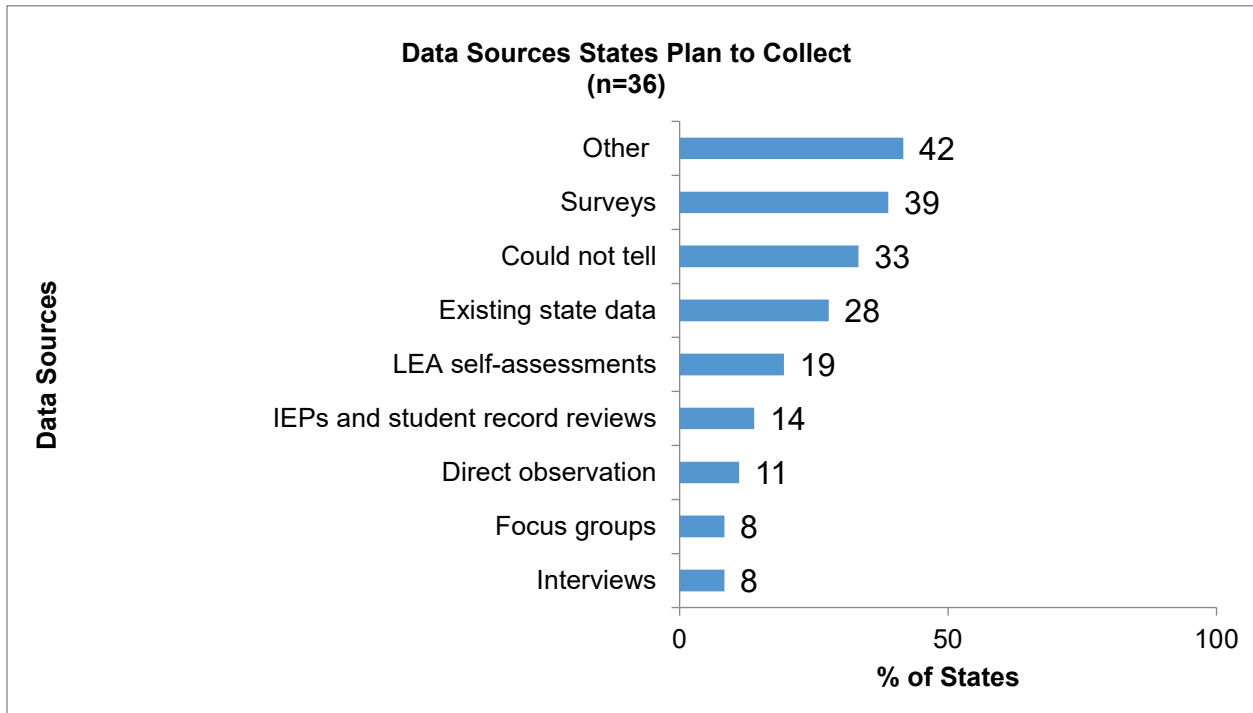 Data Sources States Plan to Collect
(n=36)
Data Sources
Other 42
Surveys 39
Could not tell 33
Existing state data 28
LEA self-assessments 19
IEPs and student record reviews 14
Direct observation 11
Focus groups 8
Interviews 8
0 50 100
% of States